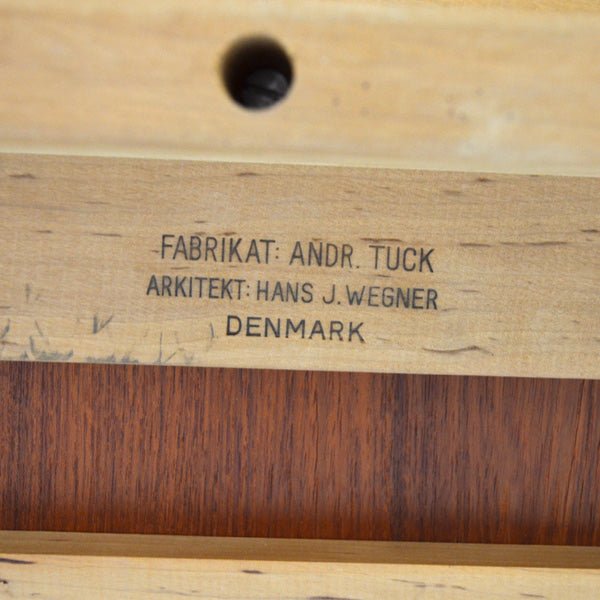 FABRIKAT: ANDR. TUCK
ARKITEKT: HANS J. WEGNER
DENMARK